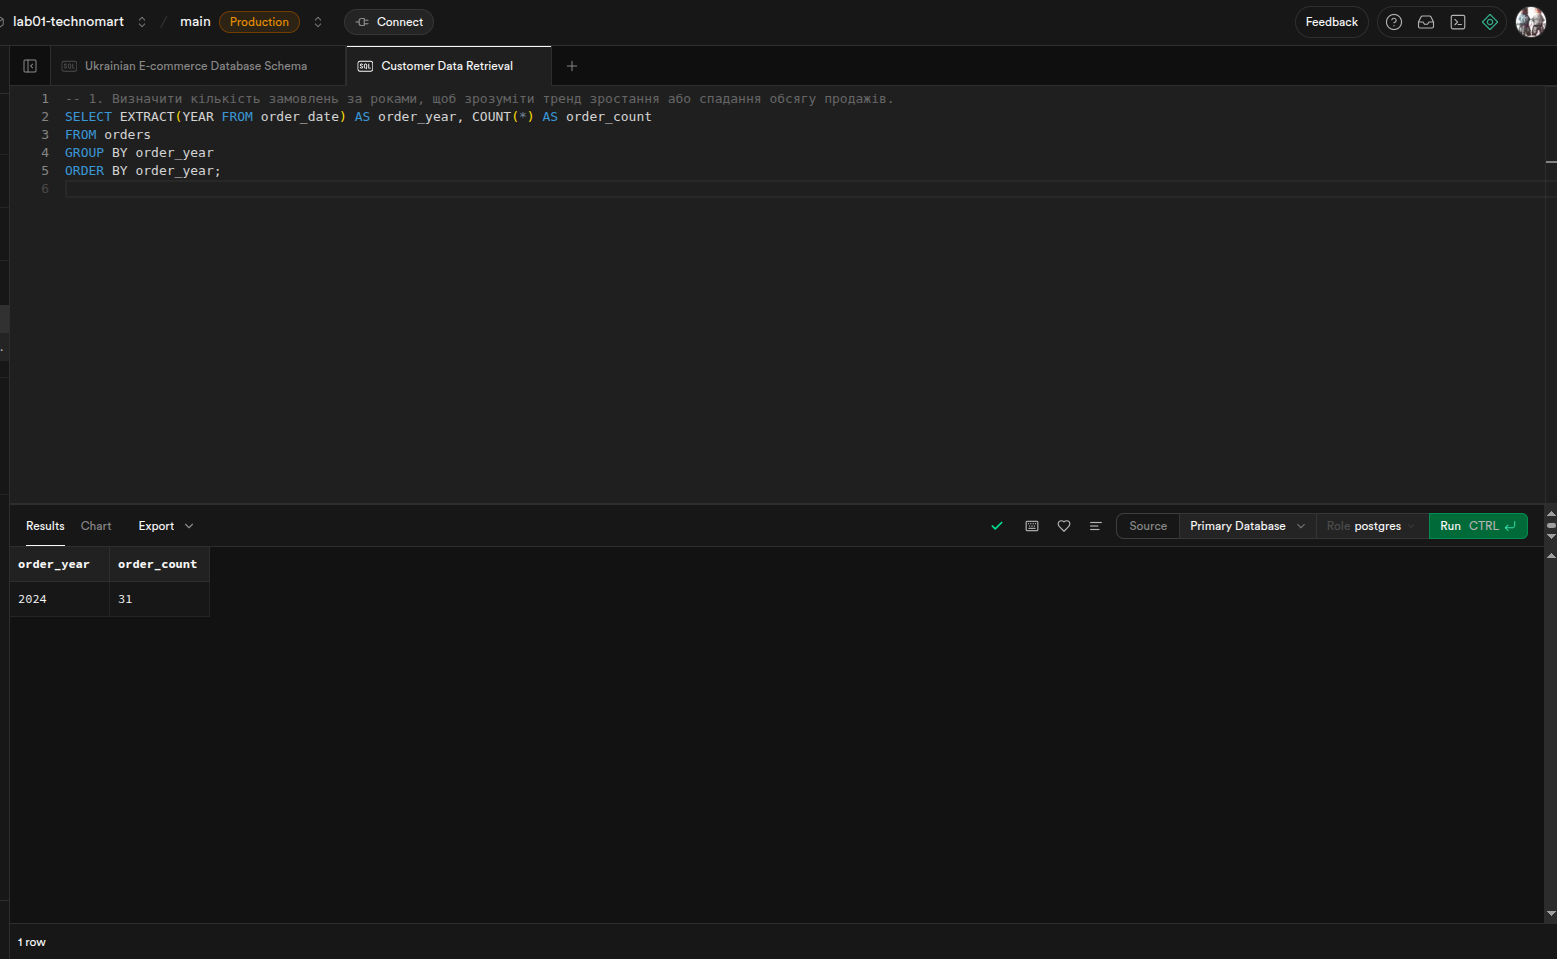 lab01-technomart / main Production Connect Feedback
SQL Ukrainian E-commerce Database Schema SQL Customer Data Retrieval +
1 -- 1. Визначити кількість замовлень за роками, щоб зрозуміти тренд зростання або спадання обсягу продажів.
2 SELECT EXTRACT(YEAR FROM order_date) AS order_year, COUNT(*) AS order_count
3 FROM orders
4 GROUP BY order_year
5 ORDER BY order_year;
6
Results Chart Export Source Primary Database Role postgres Run CTRL ↵
order_year order_count
2024 31
1 row